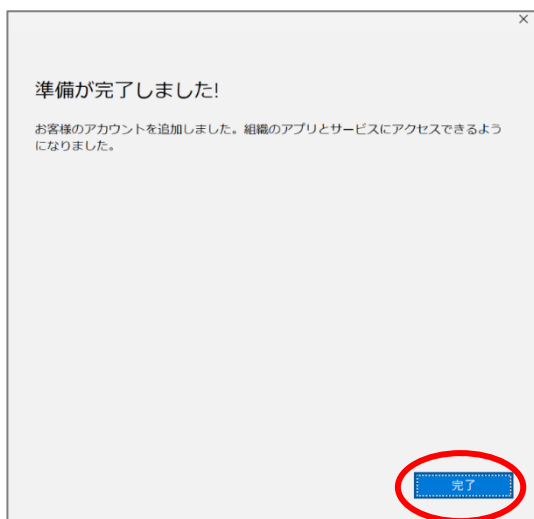 準備が完了しました!
お客様のアカウントを追加しました。組織のアプリとサービスにアクセスできるよう
になりました。
完了